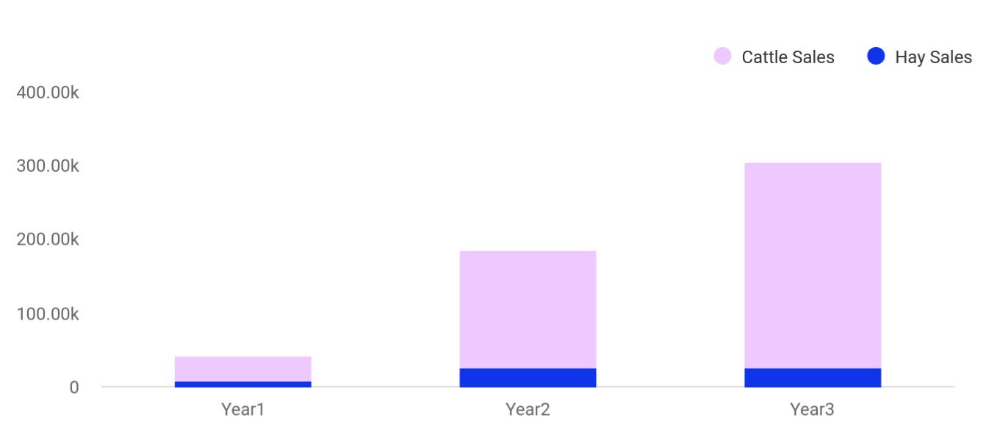 Cattle Sales Hay Sales
400.00k
300.00k
200.00k
100.00k
0
Year1 Year2 Year3